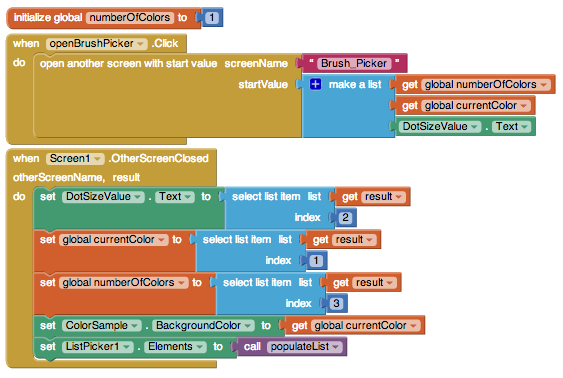 initialize global numberOfColors to 1
when openBrushPicker . Click
do open another screen with start value screenName " Brush_Picker "
startValue make a list get global numberOfColors
get global currentColor
DotSizeValue . Text
when Screen1 . OtherScreenClosed
otherScreenName, result
do set DotSizeValue . Text to select list item list get result
index 2
set global currentColor to select list item list get result
index 1
set global numberOfColors to select list item list get result
index 3
set ColorSample . BackgroundColor to get global currentColor
set ListPicker1 . Elements to call populateList